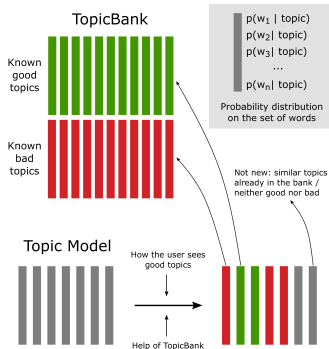 TopicBank
Known
good
topics
Known
bad
topics
p(w1 | topic)
p(w2 | topic)
p(w3 | topic)
...
p(wn | topic)
Probability distribution
on the set of words
Not new: similar topics
already in the bank /
neither good nor bad
Topic Model
How the user sees
good topics
Help of TopicBank